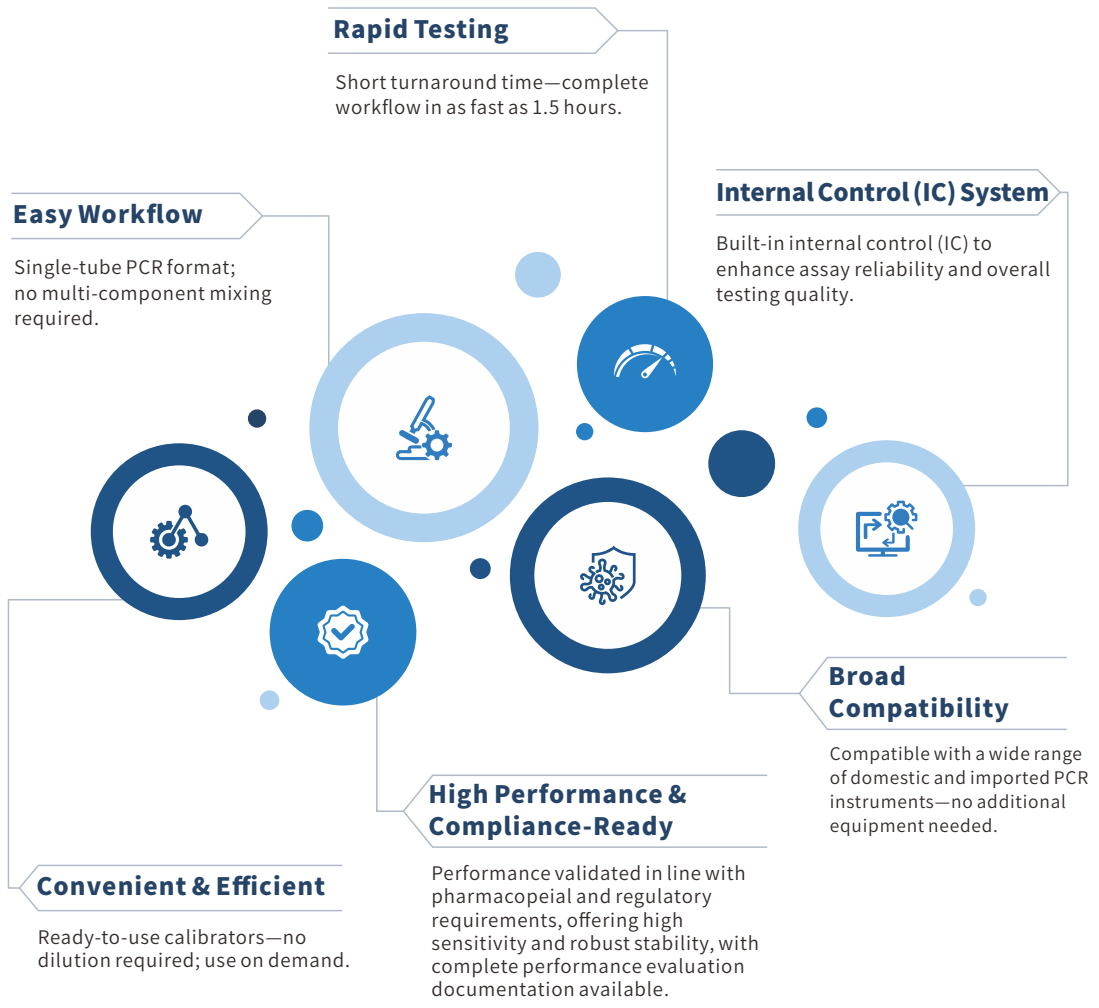 Rapid Testing
Short turnaround time—complete
workflow in as fast as 1.5 hours.
Internal Control (IC) System
Built-in internal control (IC) to
enhance assay reliability and overall
testing quality.
Easy Workflow
Single-tube PCR format;
no multi-component mixing
required.
Broad
Compatibility
Compatible with a wide range
of domestic and imported PCR
instruments—no additional
equipment needed.
High Performance &
Compliance-Ready
Performance validated in line with
pharmacopeial and regulatory
requirements, offering high
sensitivity and robust stability, with
complete performance evaluation
documentation available.
Convenient & Efficient
Ready-to-use calibrators—no
dilution required; use on demand.